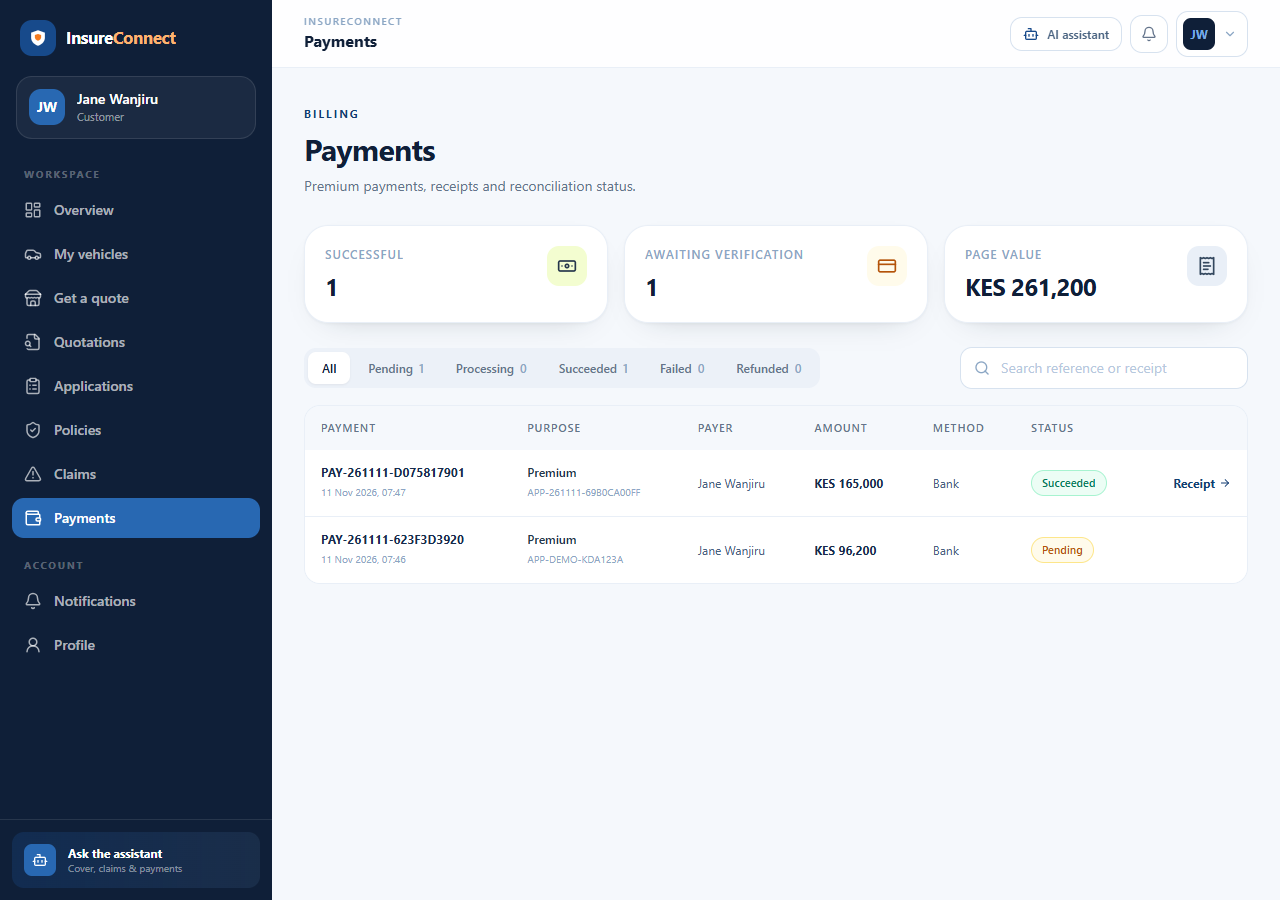 InsureConnect
JW
Jane Wanjiru
Customer
WORKSPACE
Overview
My vehicles
Get a quote
Quotations
Applications
Policies
Claims
Payments
ACCOUNT
Notifications
Profile
Ask the assistant
Cover, claims & payments
INSURECONNECT
Payments
AI assistant
JW
BILLING
Payments
Premium payments, receipts and reconciliation status.
SUCCESSFUL
1
AWAITING VERIFICATION
1
PAGE VALUE
KES 261,200
All Pending 1 Processing 0 Succeeded 1 Failed 0 Refunded 0
Search reference or receipt
PAYMENT PURPOSE PAYER AMOUNT METHOD STATUS
PAY-261111-D075817901 Premium Jane Wanjiru KES 165,000 Bank Succeeded Receipt →
11 Nov 2026, 07:47 APP-261111-69B0CA00FF
PAY-261111-623F3D3920 Premium Jane Wanjiru KES 96,200 Bank Pending
11 Nov 2026, 07:46 APP-DEMO-KDA123A